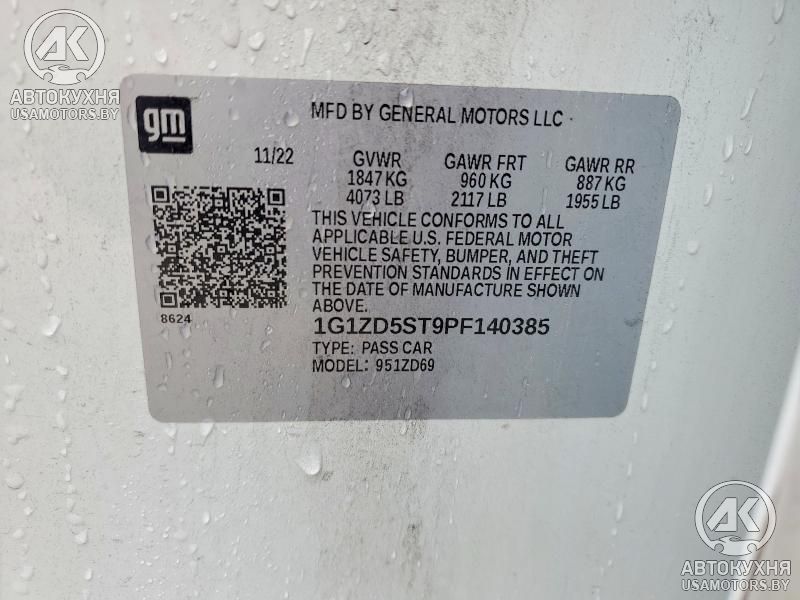 AK
АВТОКУХНЯ
USAMOTORS.BY
gm
MFD BY GENERAL MOTORS LLC
11/22 GVWR GAWR FRT GAWR RR
1847 KG 960 KG 887 KG
4073 LB 2117 LB 1955 LB
THIS VEHICLE CONFORMS TO ALL
APPLICABLE U.S. FEDERAL MOTOR
VEHICLE SAFETY, BUMPER, AND THEFT
PREVENTION STANDARDS IN EFFECT ON
THE DATE OF MANUFACTURE SHOWN
ABOVE.
8624
1G1ZD5ST9PF140385
TYPE: PASS CAR
MODEL: 951ZD69
AK
АВТОКУХНЯ
USAMOTORS.BY